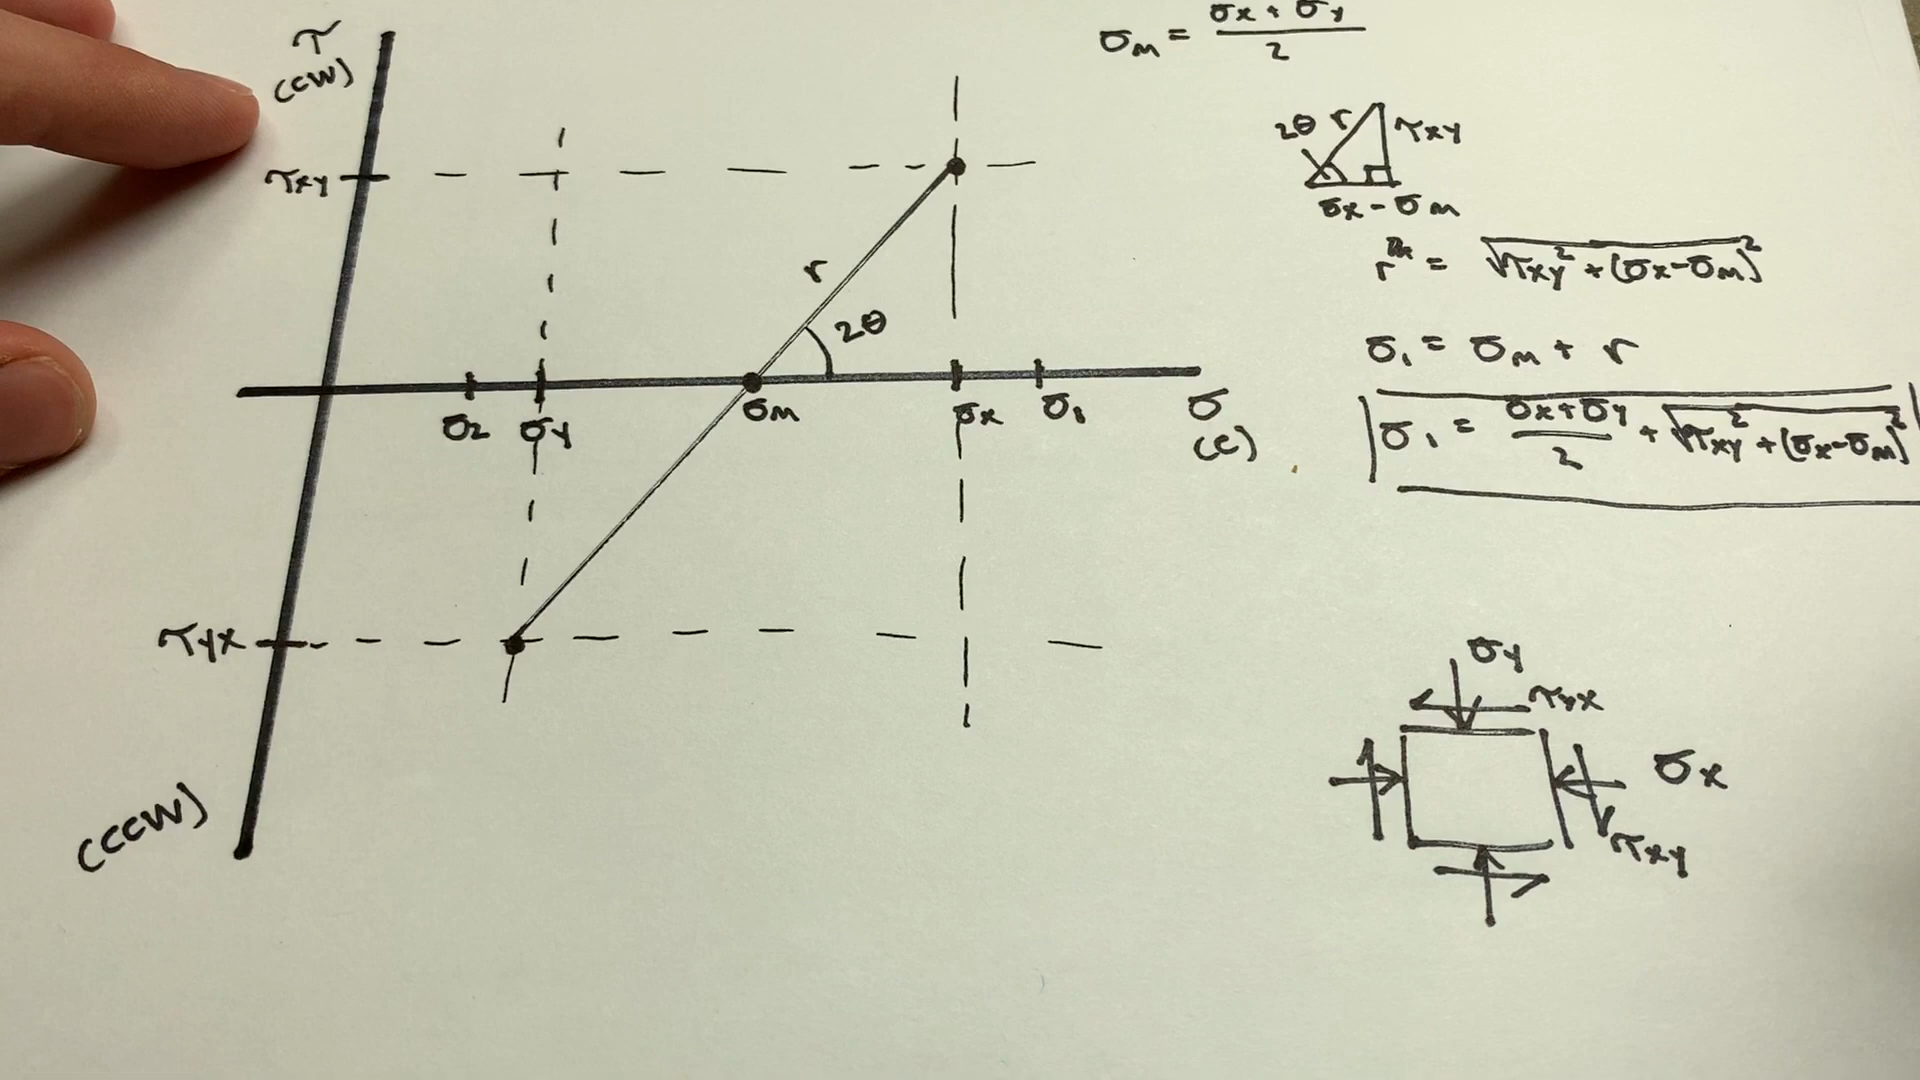 τ
(CW)
τxy
r
2θ
σ2 σy σm σx σ1 σ
(C)
τyx
(CCW)
σm = σx + σy / 2
2θ r τxy
σx - σm
r = √τxy² + (σx-σm)²
σ1 = σm + r
σ1 = σx+σy / 2 + √τxy² + (σx-σm)²
σy
τyx
σx
τxy